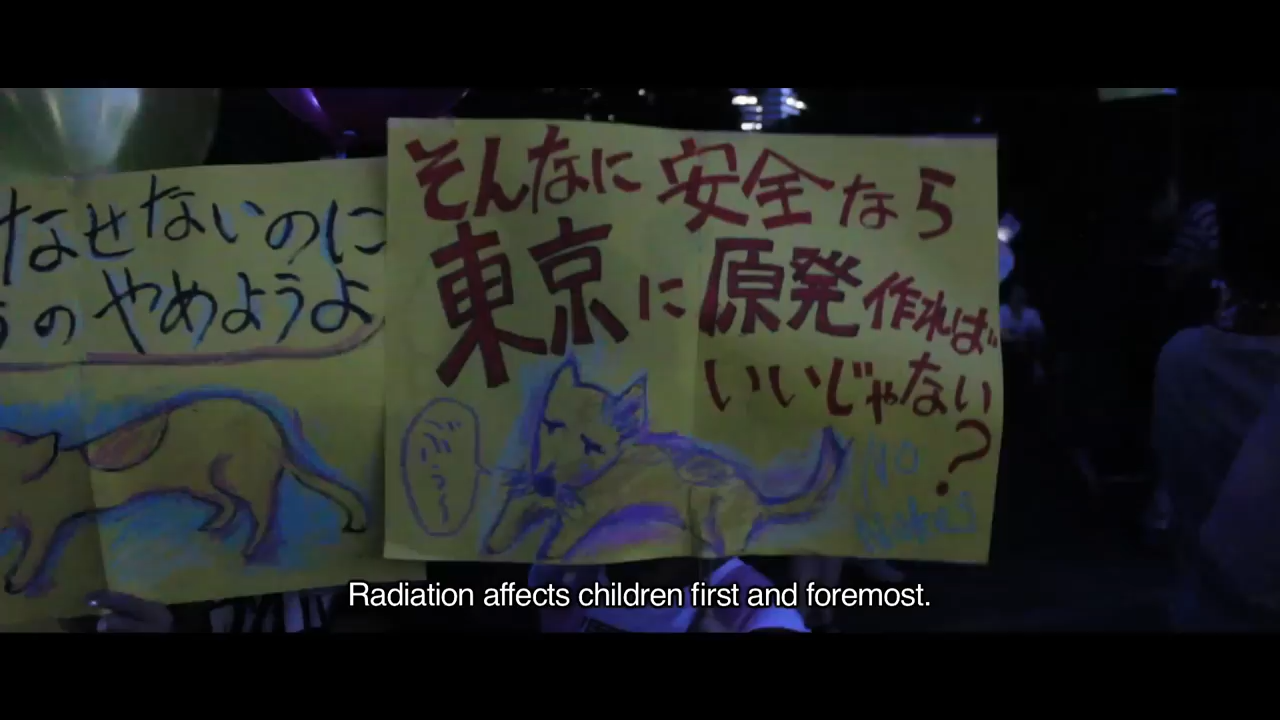 なせないのに
のやめようよ
そんなに安全なら
東京に原発作れば
いいじゃない
?
NO
Nukes
Radiation affects children first and foremost.